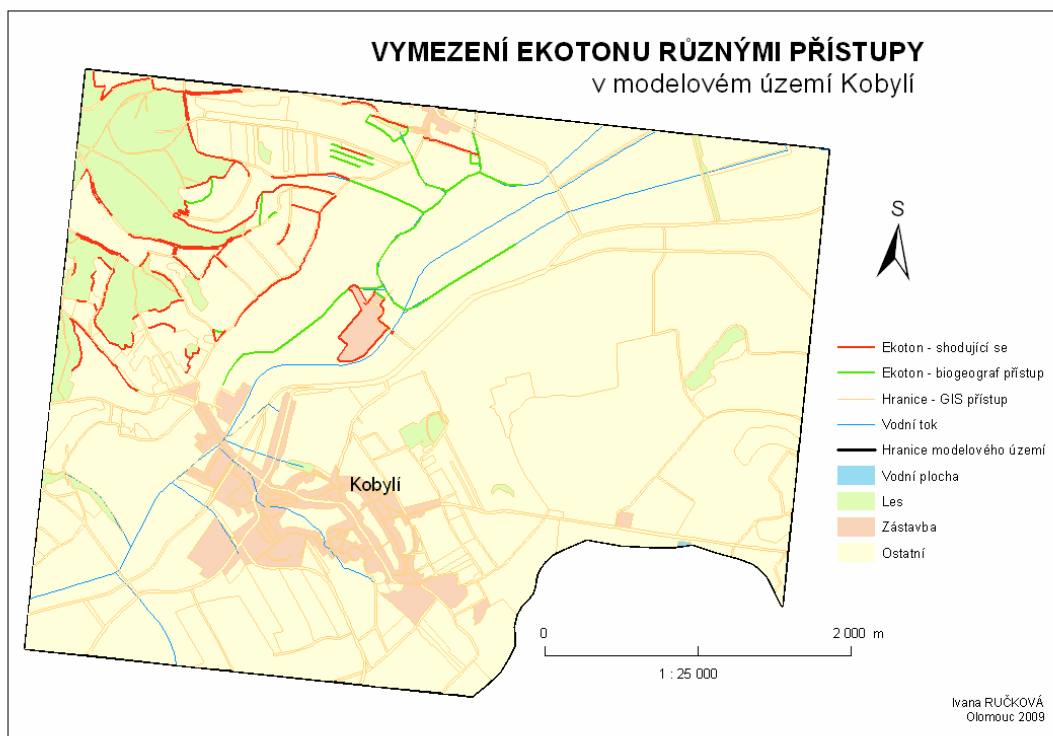 VYMEZENÍ EKOTONU RŮZNÝMI PŘÍSTUPY
v modelovém území Kobylí
S
Ekoton - shodující se
Ekoton - biogeograf přístup
Hranice - GIS přístup
Vodní tok
Hranice modelového území
Vodní plocha
Les
Zástavba
Ostatní
Kobylí
0 2 000 m
1 : 25 000
Ivana RUČKOVÁ
Olomouc 2009